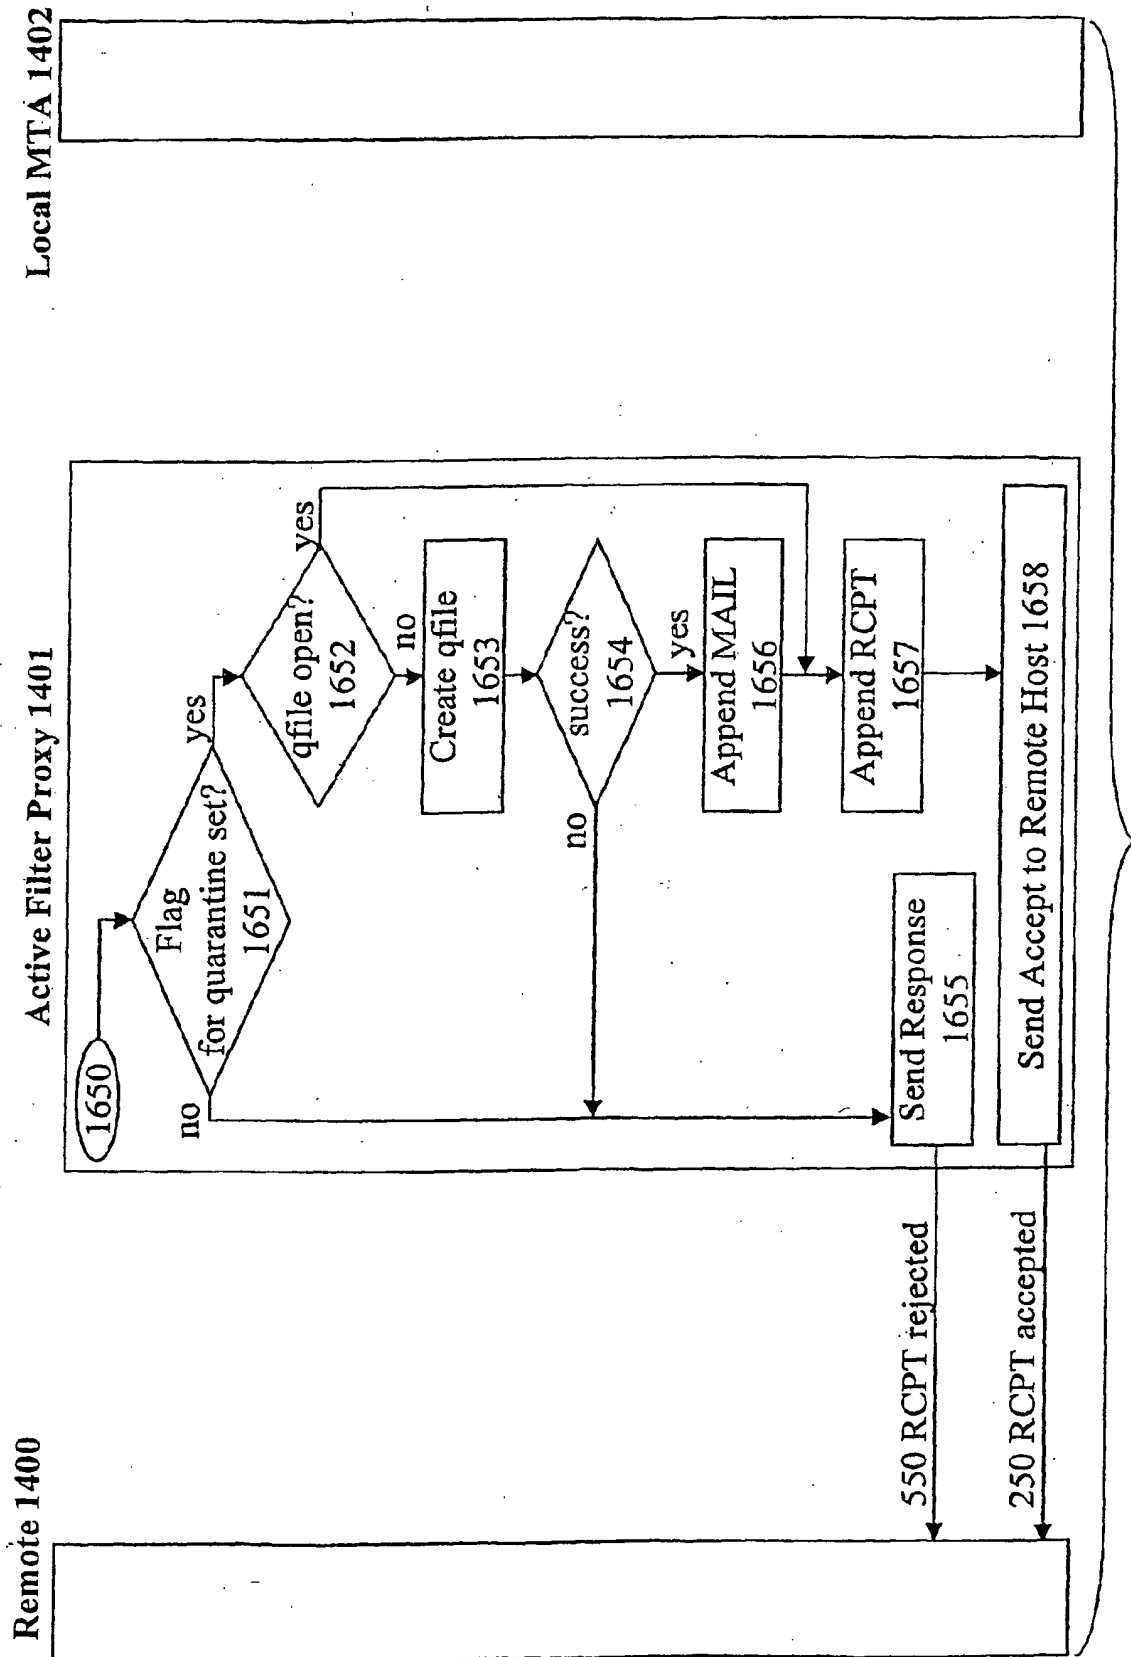 Remote 1400
Active Filter Proxy 1401
Local MTA 1402
1650
Flag
for quarantine set?
1651
no
yes
qfile open?
1652
yes
no
Create qfile
1653
success?
1654
no
yes
Append MAIL
1656
Append RCPT
1657
Send Response
1655
550 RCPT rejected
Send Accept to Remote Host 1658
250 RCPT accepted